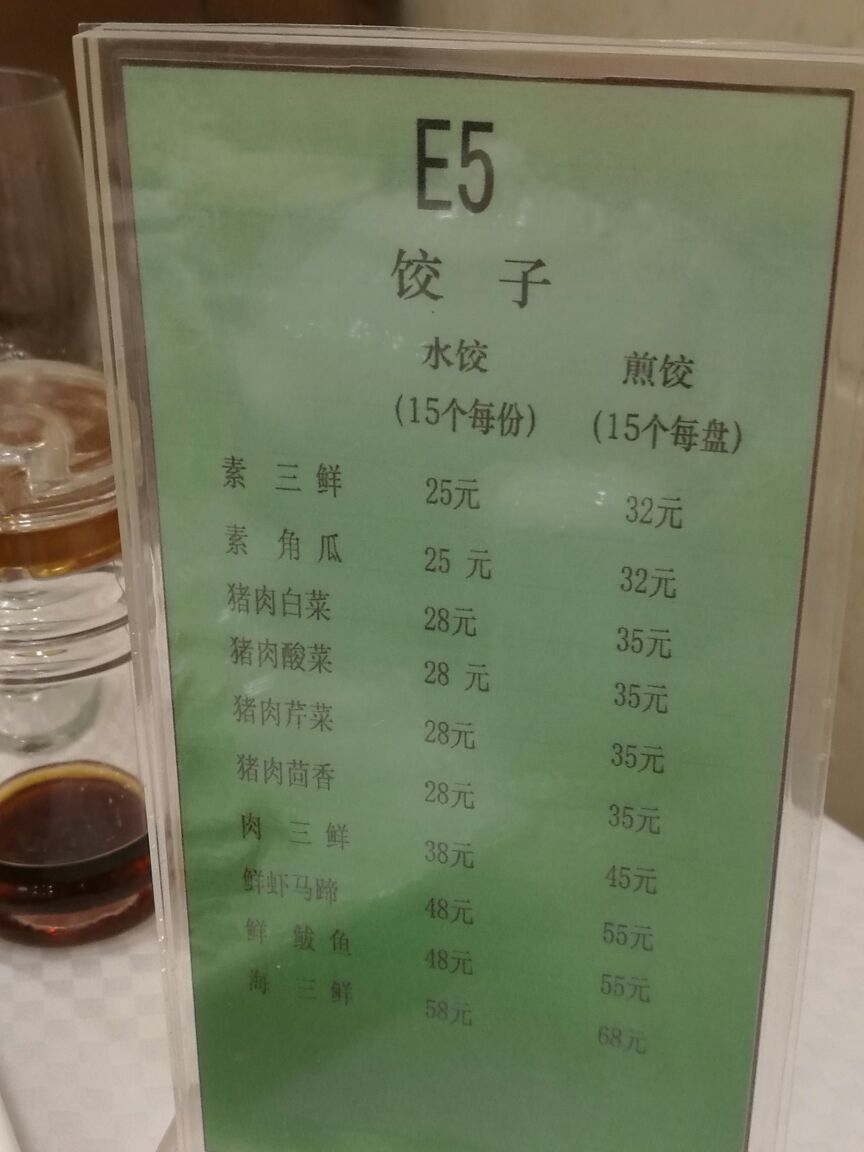 E5
饺 子
水饺 煎饺
(15个每份) (15个每盘)
素 三 鲜 25元 32元
素 角 瓜 25 元 32元
猪肉白菜 28元 35元
猪肉酸菜 28 元 35元
猪肉芹菜 28元 35元
猪肉茴香 28元 35元
肉 三 鲜 38元 45元
鲜虾马蹄 48元 55元
鲜 鲅 鱼 48元 55元
海 三 鲜 58元 68元